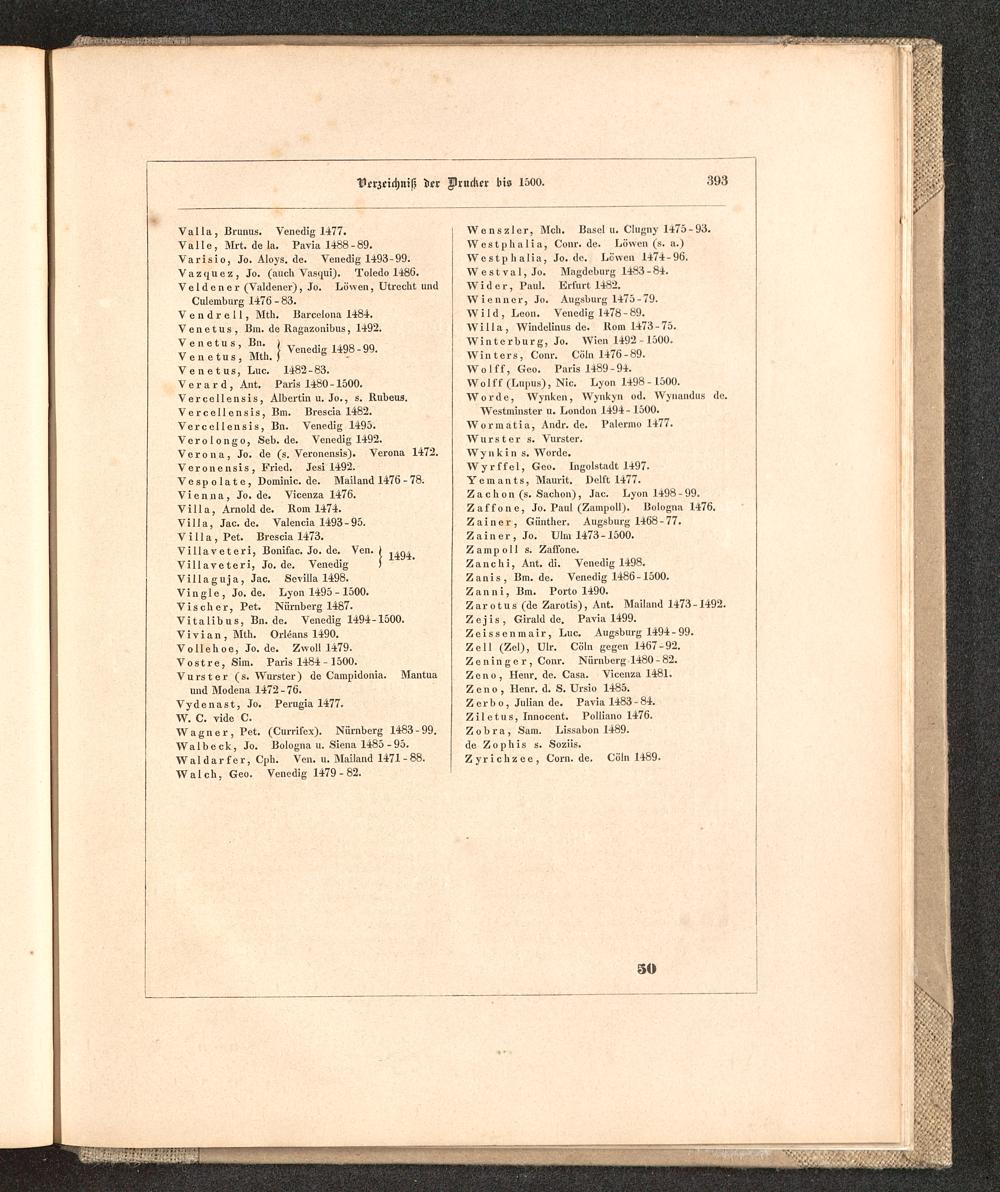 Verzeichniß der Drucker bis 1500.
393
Valla, Brunus. Venedig 1477.
Valle, Mrt. de la. Pavia 1488-89.
Varisio, Jo. Aloys. de. Venedig 1493-99.
Vazquez, Jo. (auch Vasqui). Toledo 1486.
Veldener (Valdener), Jo. Löwen, Utrecht und
Culemburg 1476-83.
Vendrell, Mth. Barcelona 1484.
Venetus, Bm. de Ragazonibus, 1492.
Venetus, Bn. } Venedig 1498-99.
Venetus, Mth.
Venetus, Luc. 1482-83.
Verard, Ant. Paris 1480-1500.
Vercellensis, Albertin u. Jo., s. Rubeus.
Vercellensis, Bm. Brescia 1482.
Vercellensis, Bn. Venedig 1495.
Verolongo, Seb. de. Venedig 1492.
Verona, Jo. de (s. Veronensis). Verona 1472.
Veronensis, Fried. Jesi 1492.
Vespolate, Dominic. de. Mailand 1476-78.
Vienna, Jo. de. Vicenza 1476.
Villa, Arnold de. Rom 1474.
Villa, Jac. de. Valencia 1493-95.
Villa, Pet. Brescia 1473.
Villaveteri, Bonifac. Jo. de. Ven. } 1494.
Villaveteri, Jo. de. Venedig
Villaguja, Jac. Sevilla 1498.
Vingle, Jo. de. Lyon 1495-1500.
Vischer, Pet. Nürnberg 1487.
Vitalibus, Bn. de. Venedig 1494-1500.
Vivian, Mth. Orléans 1490.
Vollehoe, Jo. de. Zwoll 1479.
Vostre, Sim. Paris 1484-1500.
Vurster (s. Wurster) de Campidonia. Mantua
und Modena 1472-76.
Vydenast, Jo. Perugia 1477.
W. C. vide C.
Wagner, Pet. (Currifex). Nürnberg 1483-99.
Walbeck, Jo. Bologna u. Siena 1485-95.
Waldarfer, Cph. Ven. u. Mailand 1471-88.
Walch, Geo. Venedig 1479-82.
Wenszler, Mch. Basel u. Clugny 1475-93.
Westphalia, Conr. de. Löwen (s. a.)
Westphalia, Jo. de. Löwen 1474-96.
Westval, Jo. Magdeburg 1483-84.
Wider, Paul. Erfurt 1482.
Wienner, Jo. Augsburg 1475-79.
Wild, Leon. Venedig 1478-89.
Willa, Windelinus de. Rom 1473-75.
Winterburg, Jo. Wien 1492-1500.
Winters, Conr. Cöln 1476-89.
Wolff, Geo. Paris 1489-94.
Wolff (Lupus), Nic. Lyon 1498-1500.
Worde, Wynken, Wynkyn od. Wynandus de.
Westminster u. London 1494-1500.
Wormatia, Andr. de. Palermo 1477.
Wurster s. Vurster.
Wynkin s. Worde.
Wyrffel, Geo. Ingolstadt 1497.
Yemants, Maurit. Delft 1477.
Zachon (s. Sachon), Jac. Lyon 1498-99.
Zaffone, Jo. Paul (Zampoll). Bologna 1476.
Zainer, Günther. Augsburg 1468-77.
Zainer, Jo. Ulm 1473-1500.
Zampoll s. Zaffone.
Zanchi, Ant. di. Venedig 1498.
Zanis, Bm. de. Venedig 1486-1500.
Zanni, Bm. Porto 1490.
Zarotus (de Zarotis), Ant. Mailand 1473-1492.
Zejis, Girald de. Pavia 1499.
Zeissenmair, Luc. Augsburg 1494-99.
Zell (Zel), Ulr. Cöln gegen 1467-92.
Zeninger, Conr. Nürnberg 1480-82.
Zeno, Henr. de. Casa. Vicenza 1481.
Zeno, Henr. d. S. Ursio 1485.
Zerbo, Julian de. Pavia 1483-84.
Ziletus, Innocent. Polliano 1476.
Zobra, Sam. Lissabon 1489.
de Zophis s. Soziis.
Zyrichzee, Corn. de. Cöln 1489.
50